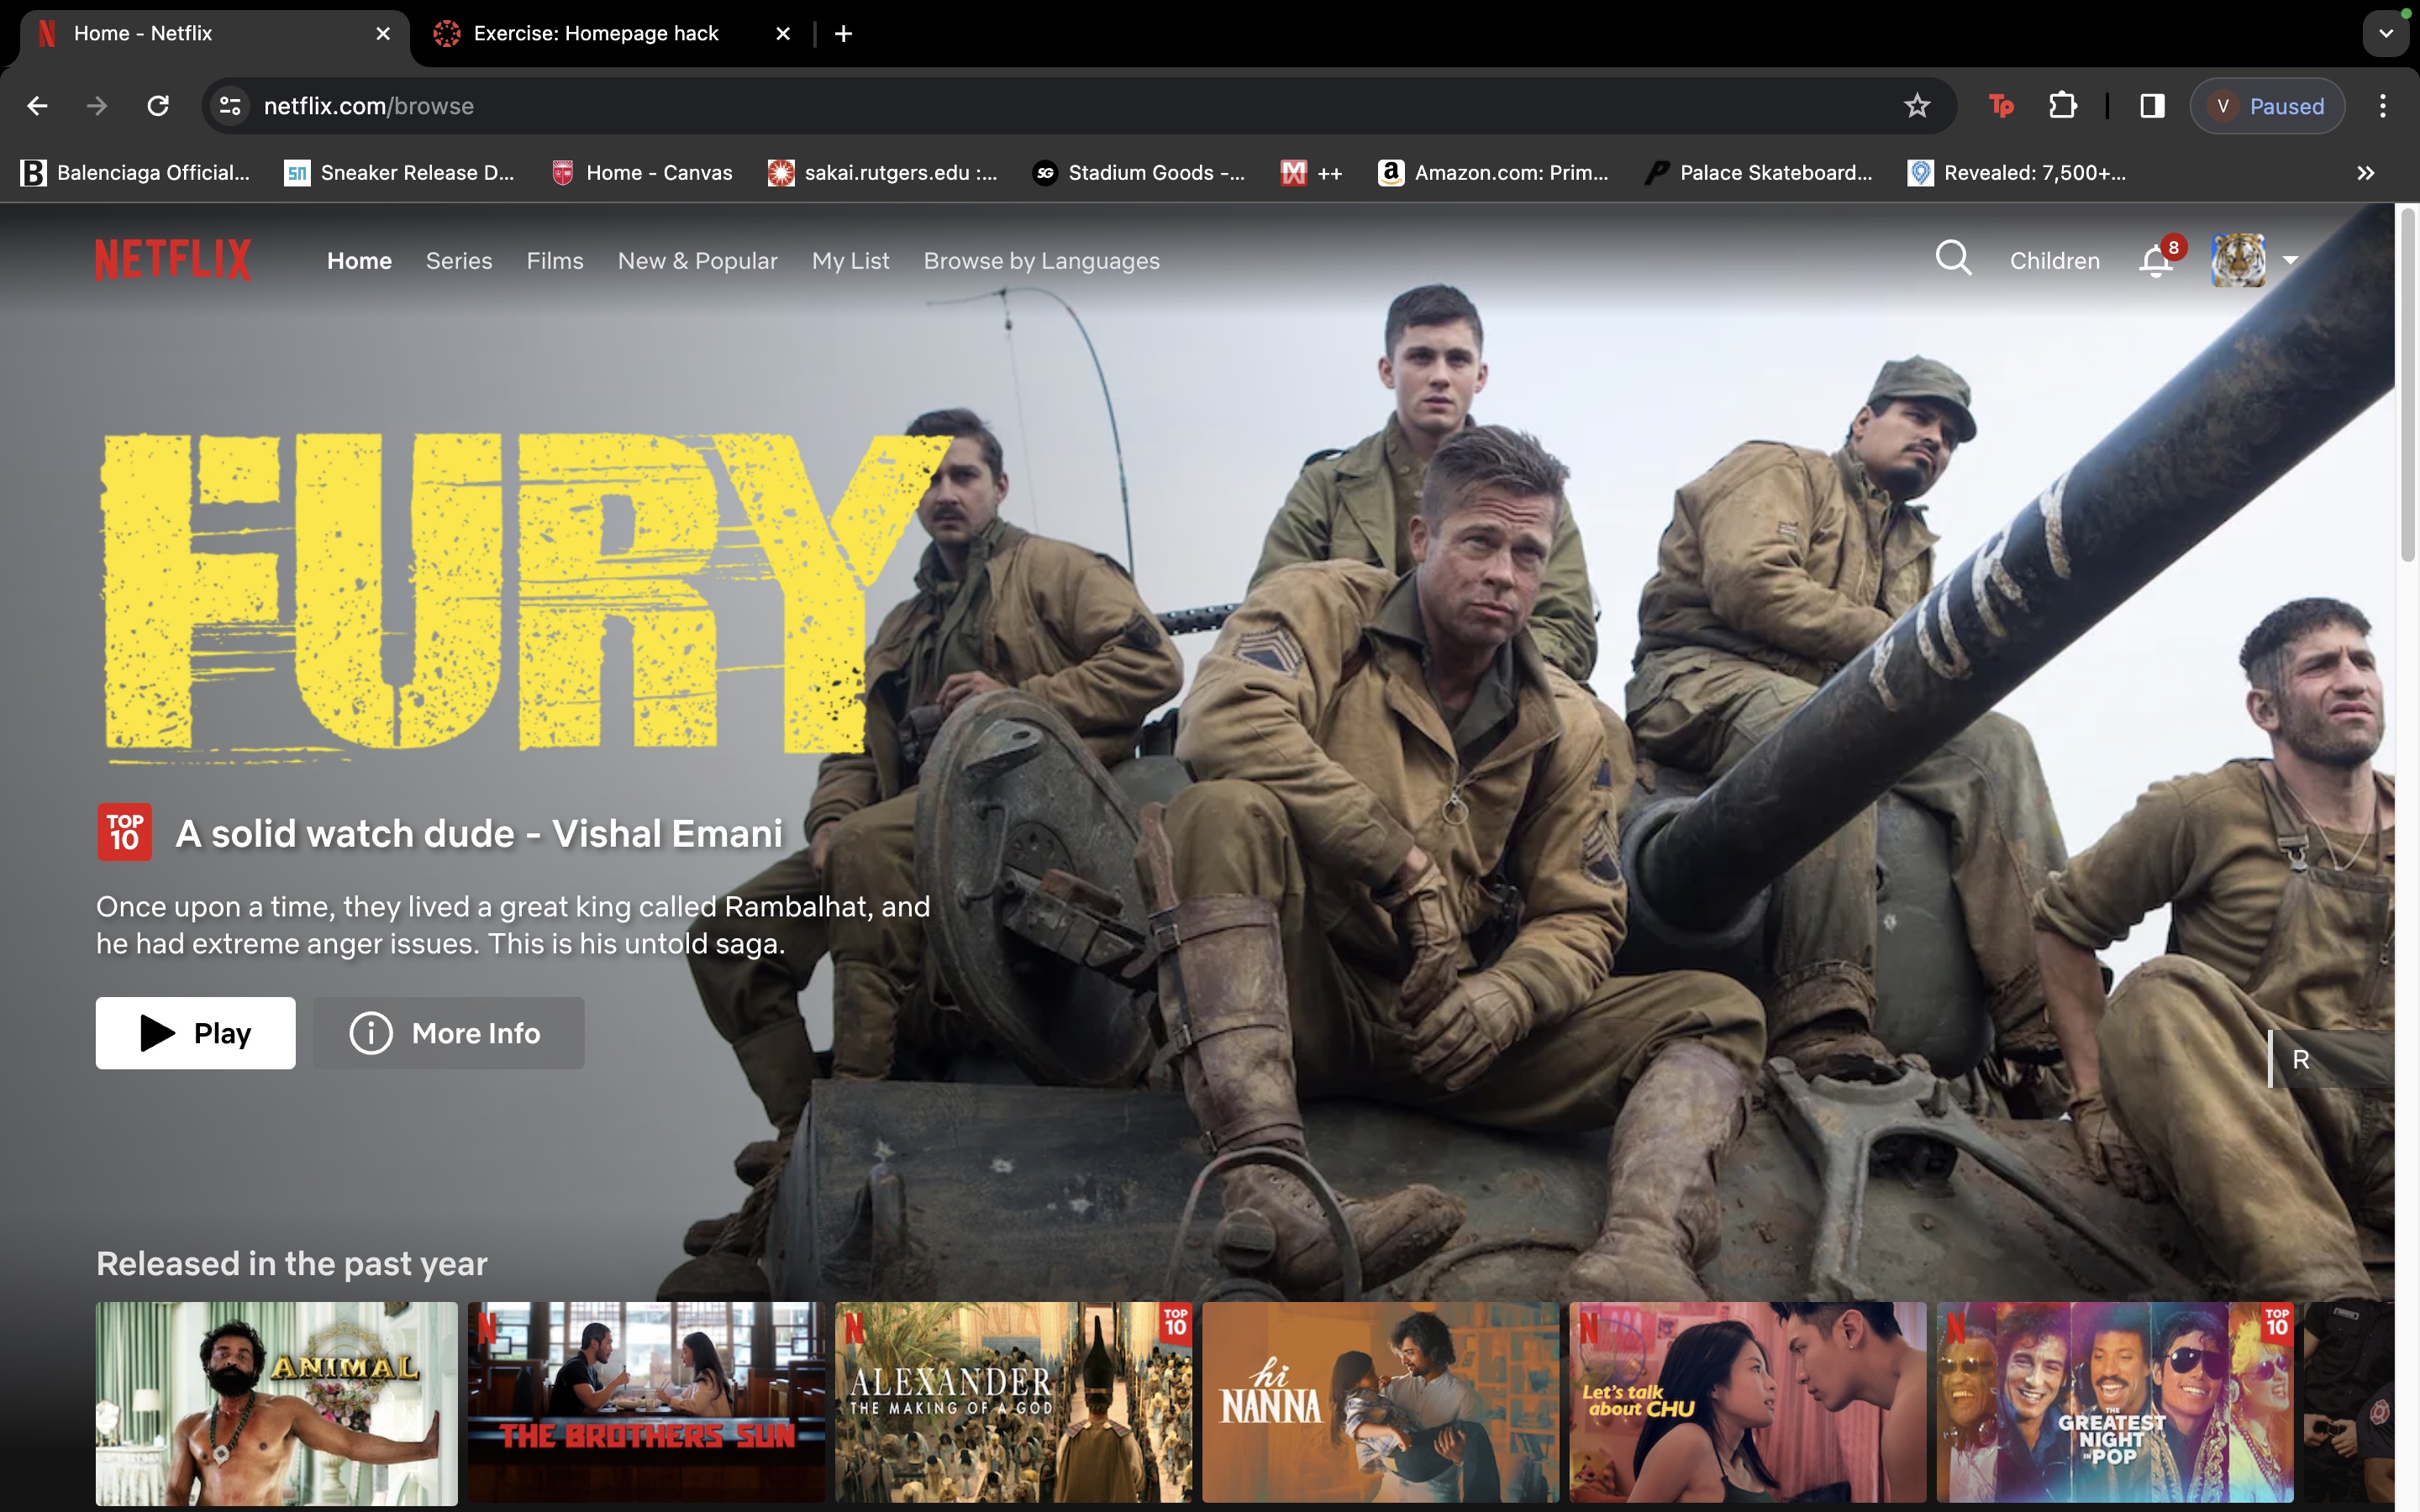 Home - Netflix
Exercise: Homepage hack
netflix.com/browse
Tp
V Paused
B Balenciaga Official...
sn Sneaker Release D...
Home - Canvas
sakai.rutgers.edu :...
SG Stadium Goods -...
M ++
a Amazon.com: Prim...
P Palace Skateboard...
Revealed: 7,500+...
NETFLIX
Home
Series
Films
New & Popular
My List
Browse by Languages
Children
8
FURY
FURY
TOP
10
A solid watch dude - Vishal Emani
Once upon a time, they lived a great king called Rambalhat, and
he had extreme anger issues. This is his untold saga.
Play
More Info
R
Released in the past year
ANIMAL
N
THE BROTHERS SUN
N
TOP
10
ALEXANDER
THE MAKING OF A GOD
hi
NANNA
N
Let's talk
about CHU
N
TOP
10
THE
GREATEST
NIGHT
IN POP